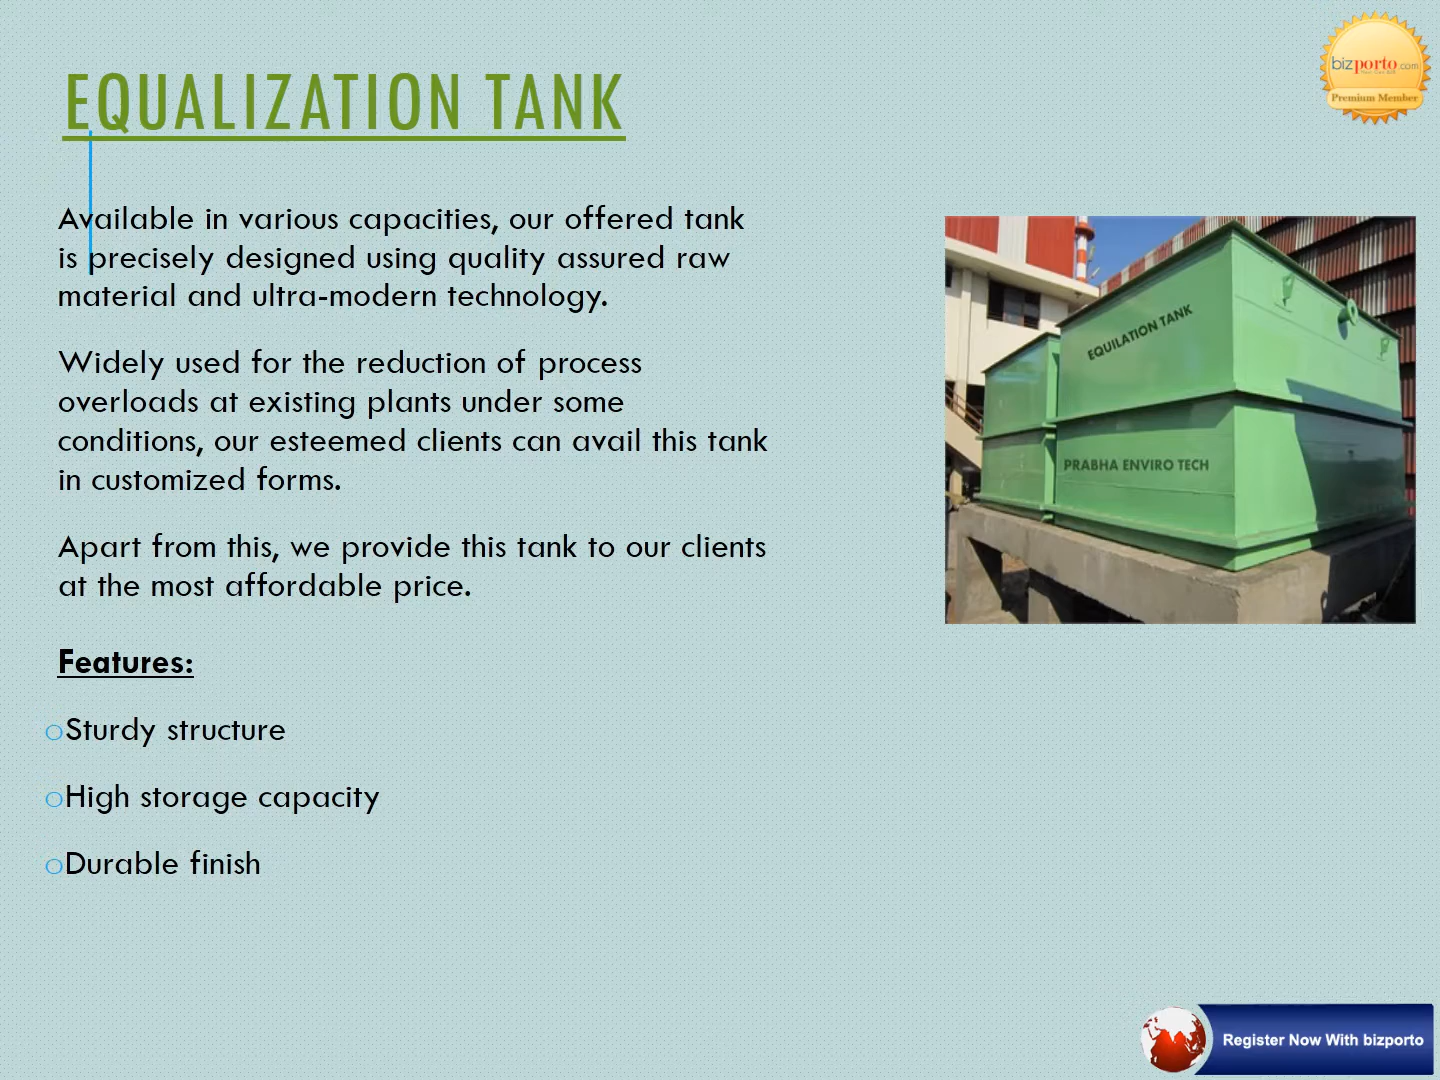 EQUALIZATION TANK
bizporto.com
Premium Member
Available in various capacities, our offered tank
is precisely designed using quality assured raw
material and ultra-modern technology.
Widely used for the reduction of process
overloads at existing plants under some
conditions, our esteemed clients can avail this tank
in customized forms.
Apart from this, we provide this tank to our clients
at the most affordable price.
Features:
Sturdy structure
High storage capacity
Durable finish
EQUILATION TANK
PRABHA ENVIRO TECH
Register Now With bizporto